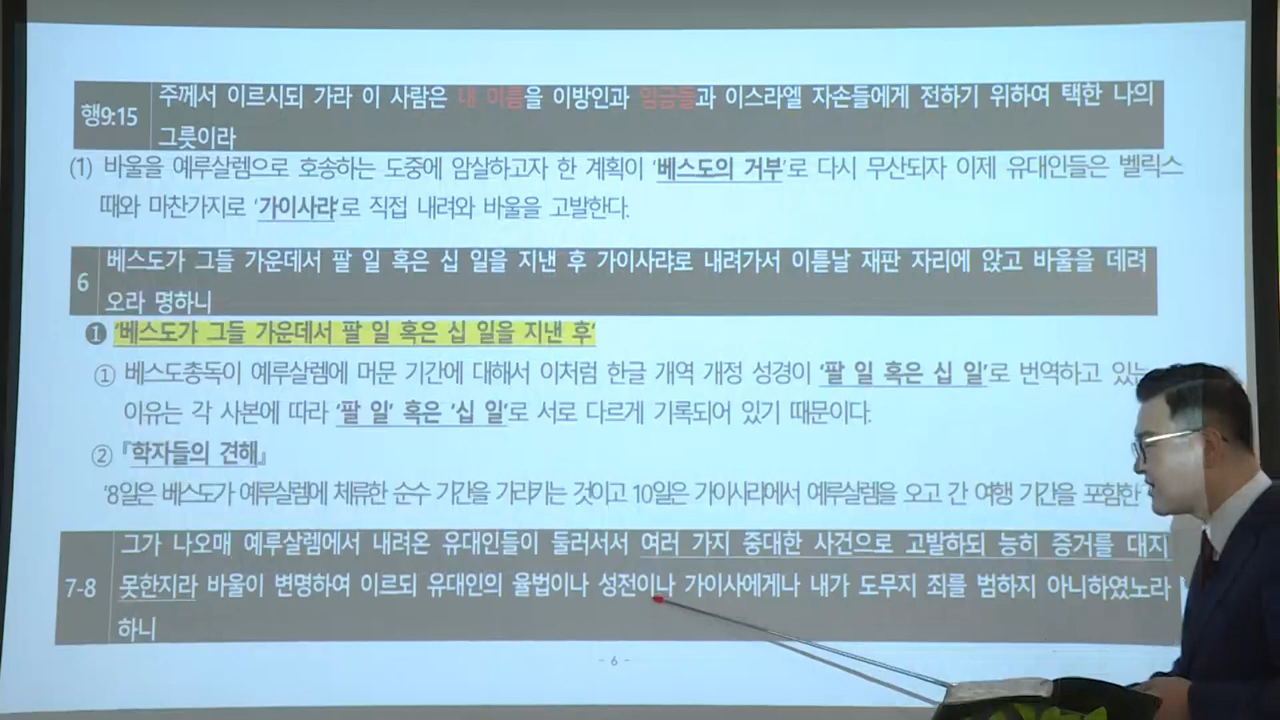 행9:15
주께서 이르시되 가라 이 사람은 내 이름을 이방인과 임금들과 이스라엘 자손들에게 전하기 위하여 택한 나의
그릇이라
(1) 바울을 예루살렘으로 호송하는 도중에 암살하고자 한 계획이 '베스도의 거부'로 다시 무산되자 이제 유대인들은 벨릭스
때와 마찬가지로 '가이사랴'로 직접 내려와 바울을 고발한다.
6
베스도가 그들 가운데서 팔 일 혹은 십 일을 지낸 후 가이사랴로 내려가서 이튿날 재판 자리에 앉고 바울을 데려
오라 명하니
❶ '베스도가 그들 가운데서 팔 일 혹은 십 일을 지낸 후'
① 베스도총독이 예루살렘에 머문 기간에 대해서 이처럼 한글 개역 개정 성경이 '팔 일 혹은 십 일'로 번역하고
이유는 각 사본에 따라 '팔 일' 혹은 '십 일'로 서로 다르게 기록되어 있기 때문이다.
② 『학자들의 견해』
'8일은 베스도가 예루살렘에 체류한 순수 기간을 가리키는 것이고 10일은 가이사리에서 예루살렘을 오고 간 여행 기간을 포함한
7-8
그가 나오매 예루살렘에서 내려온 유대인들이 둘러서서 여러 가지 중대한 사건으로 고발하되 능히 증거를 대지
못한지라 바울이 변명하여 이르되 유대인의 율법이나 성전이나 가이사에게나 내가 도무지 죄를 범하지 아니하였노라
하니
- 6 -